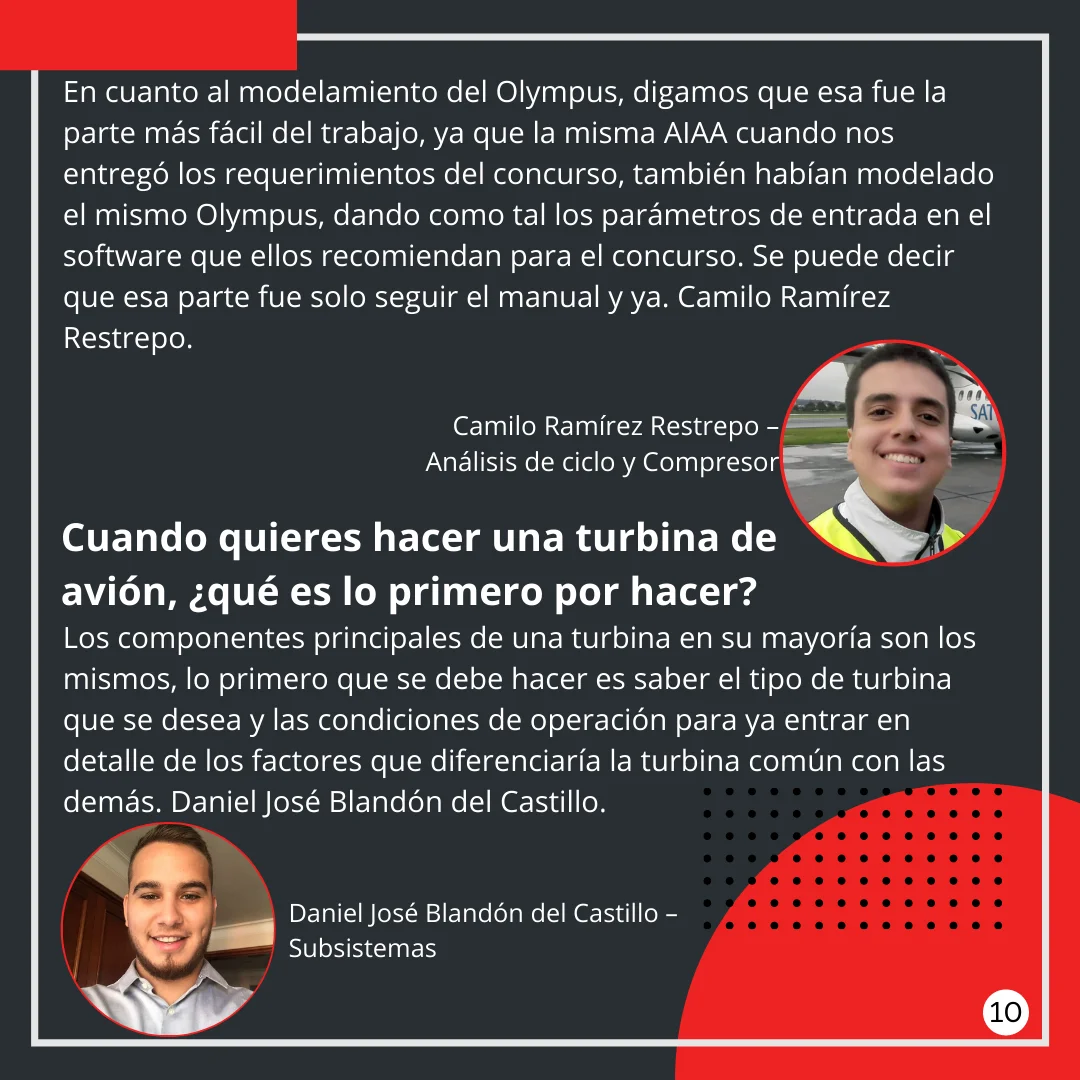 En cuanto al modelamiento del Olympus, digamos que esa fue la
parte más fácil del trabajo, ya que la misma AIAA cuando nos
entregó los requerimientos del concurso, también habían modelado
el mismo Olympus, dando como tal los parámetros de entrada en el
software que ellos recomiendan para el concurso. Se puede decir
que esa parte fue solo seguir el manual y ya. Camilo Ramírez
Restrepo.
SAT
Camilo Ramírez Restrepo –
Análisis de ciclo y Compresor
Cuando quieres hacer una turbina de
avión, ¿qué es lo primero por hacer?
Los componentes principales de una turbina en su mayoría son los
mismos, lo primero que se debe hacer es saber el tipo de turbina
que se desea y las condiciones de operación para ya entrar en
detalle de los factores que diferenciaría la turbina común con las
demás. Daniel José Blandón del Castillo.
Daniel José Blandón del Castillo –
Subsistemas
10